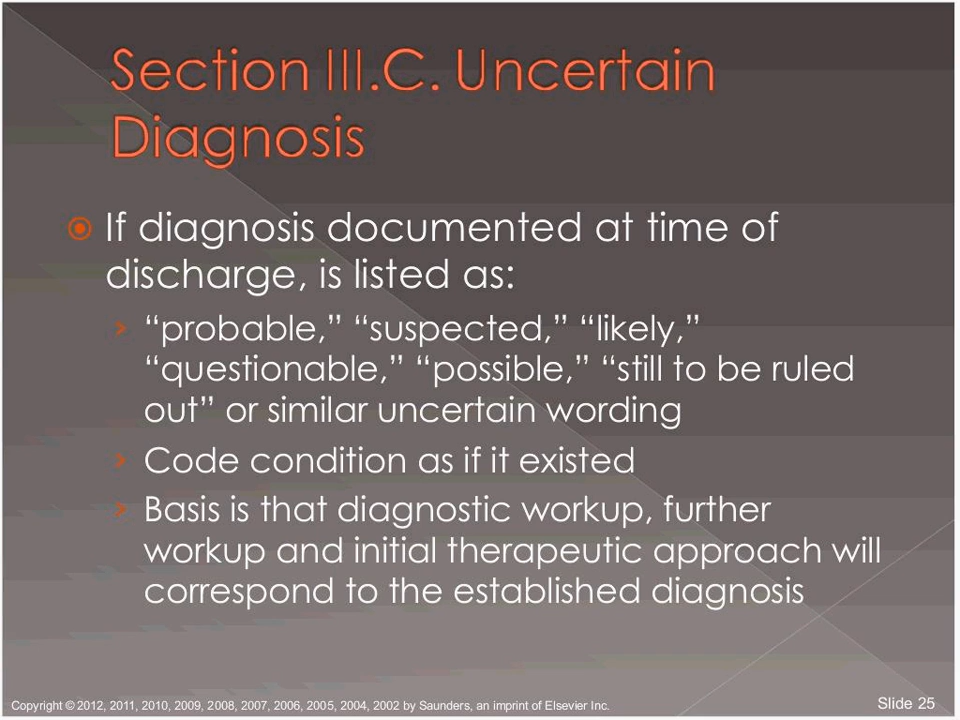 Section III.C. Uncertain
Diagnosis
If diagnosis documented at time of
discharge, is listed as:
“probable,” “suspected,” “likely,”
“questionable,” “possible,” “still to be ruled
out” or similar uncertain wording
Code condition as if it existed
Basis is that diagnostic workup, further
workup and initial therapeutic approach will
correspond to the established diagnosis
Copyright © 2012, 2011, 2010, 2009, 2008, 2007, 2006, 2005, 2004, 2002 by Saunders, an imprint of Elsevier Inc.
Slide 25